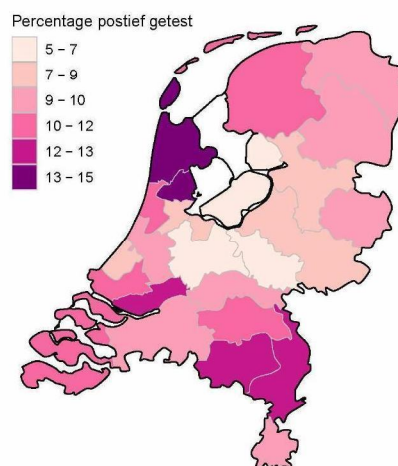 Percentage postief getest
5 – 7
7 – 9
9 – 10
10 – 12
12 – 13
13 – 15